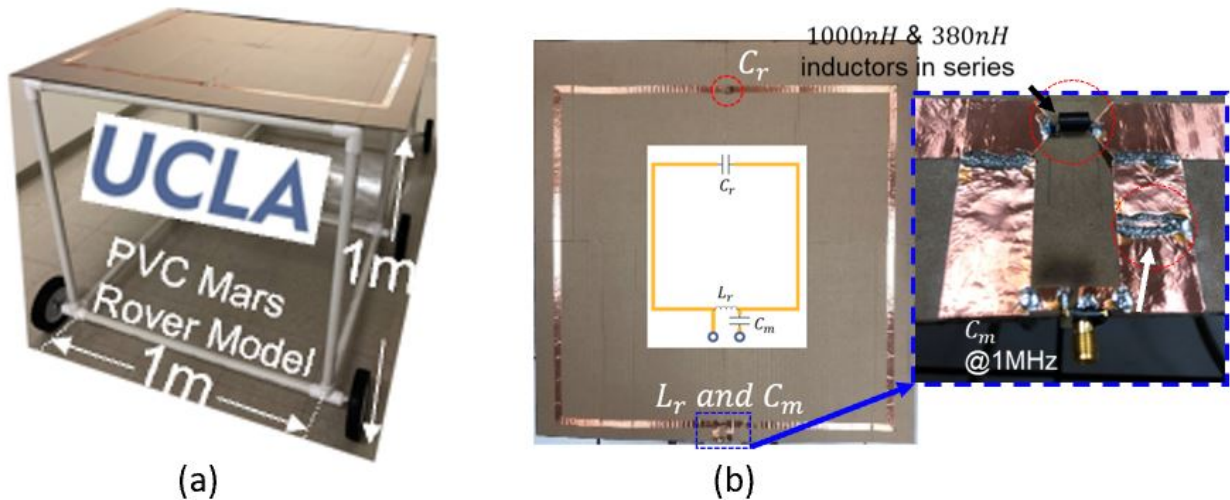 UCLA
PVC Mars
Rover Model
1m
1m
(a)
C_r
1000nH & 380nH
inductors in series
C_r
L_r
C_m
L_r and C_m
C_m
@1MHz
(b)